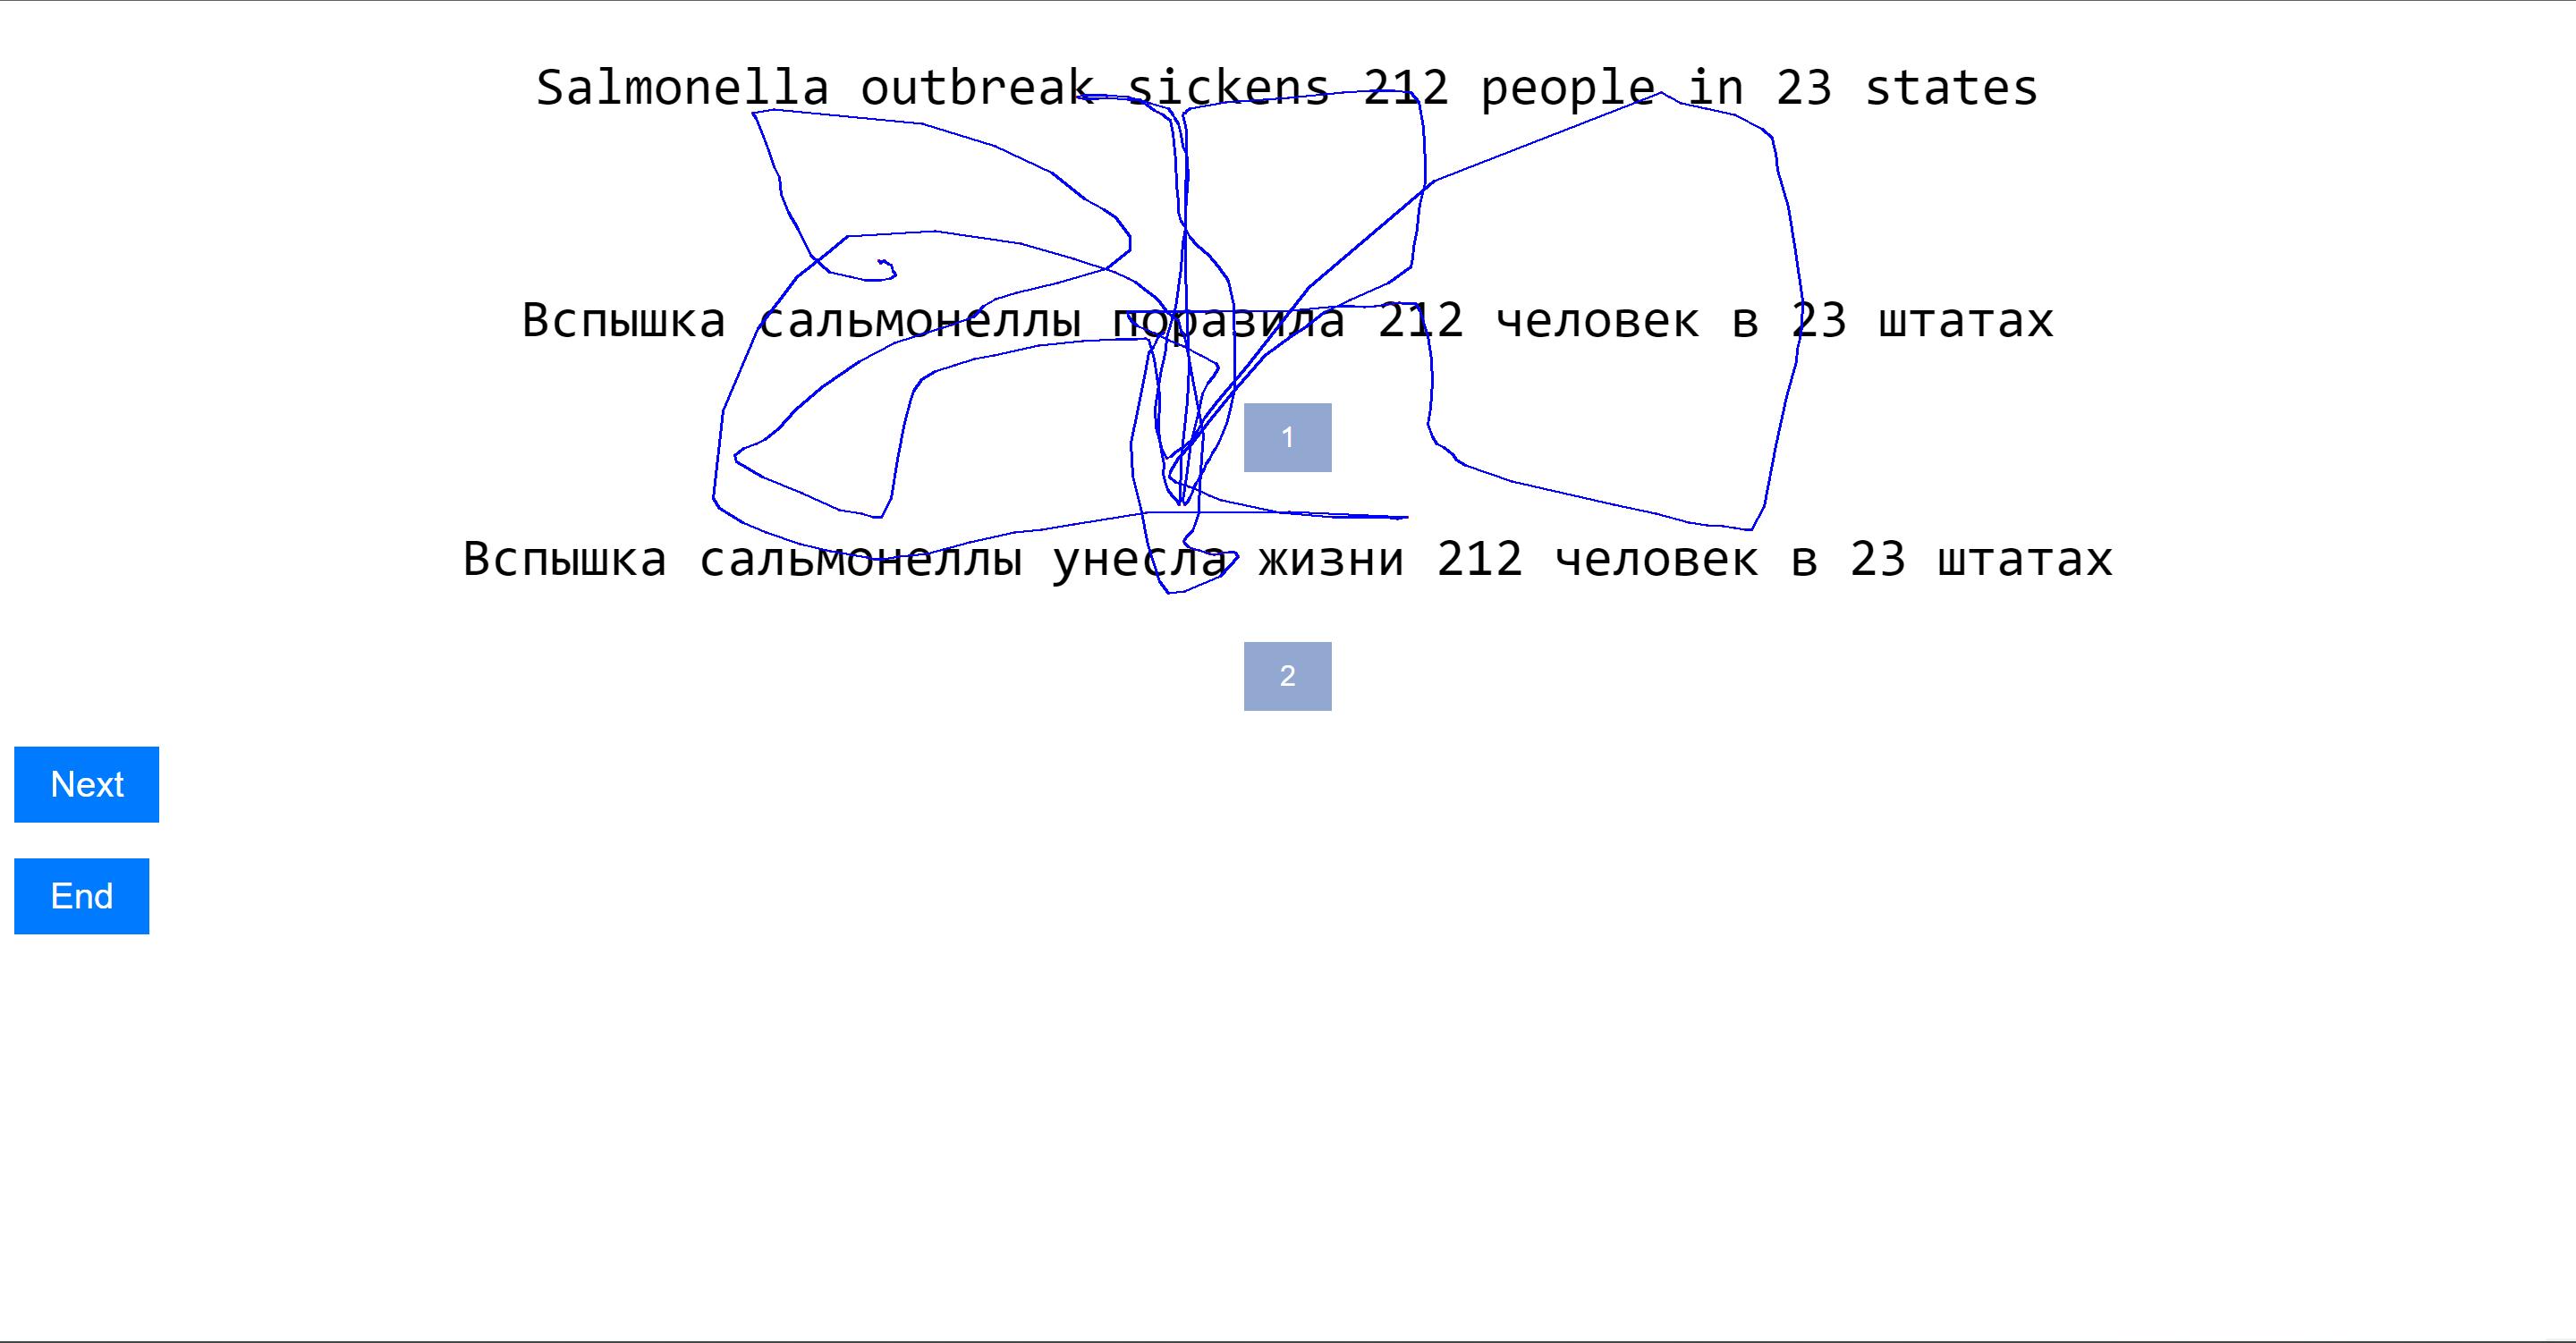 Salmonella outbreak sickens 212 people in 23 states
Вспышка сальмонеллы поразила 212 человек в 23 штатах
1
Вспышка сальмонеллы унесла жизни 212 человек в 23 штатах
2
Next
End